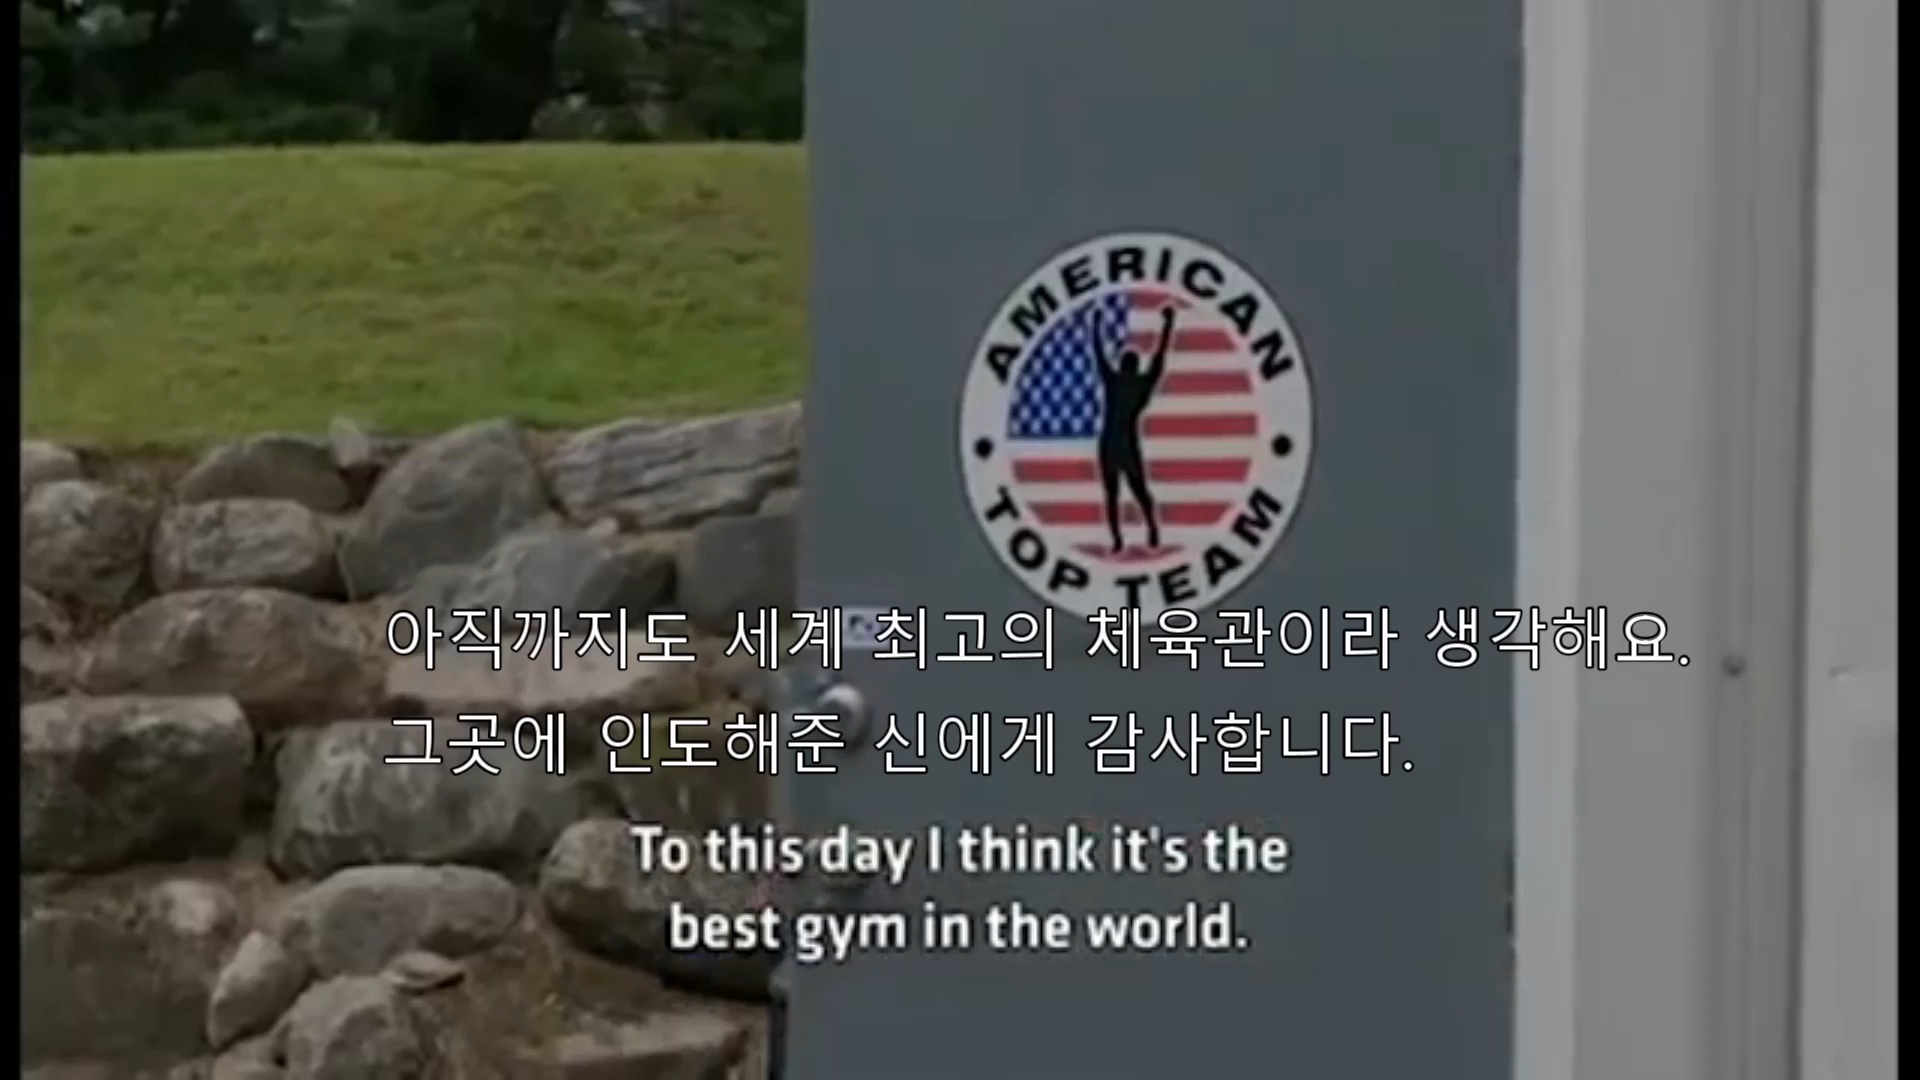 AMERICAN
TOP TEAM
아직까지도 세계 최고의 체육관이라 생각해요.
그곳에 인도해준 신에게 감사합니다.
To this day I think it's the
best gym in the world.